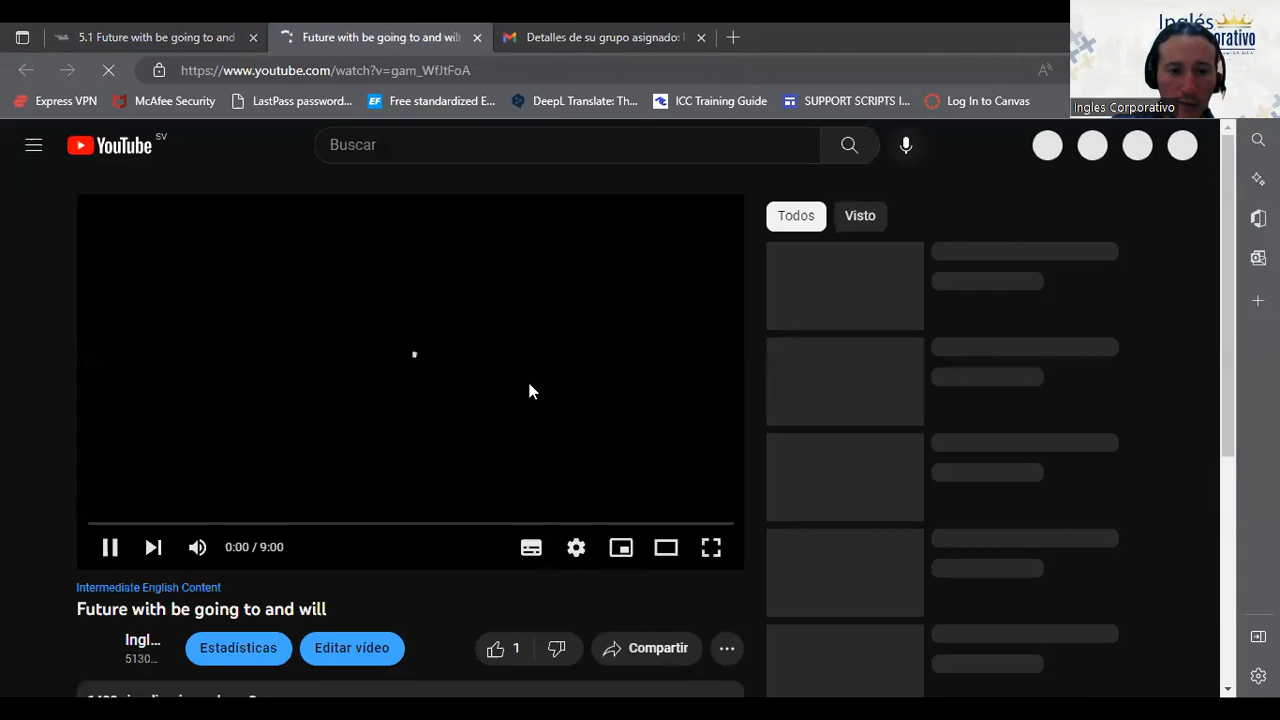 Inglés
orativo
5.1 Future with be going to and
Future with be going to and wil
Detalles de su grupo asignado:
https://www.youtube.com/watch?v=gam_WfJtFoA
Ingles Corporativo
Express VPN
McAfee Security
LastPass password...
Free standardized E...
DeepL Translate: Th...
ICC Training Guide
SUPPORT SCRIPTS I...
Log In to Canvas
YouTube SV
Buscar
Todos
Visto
0:00 / 9:00
Intermediate English Content
Future with be going to and will
Ingl...
5130...
Estadísticas
Editar vídeo
1
Compartir